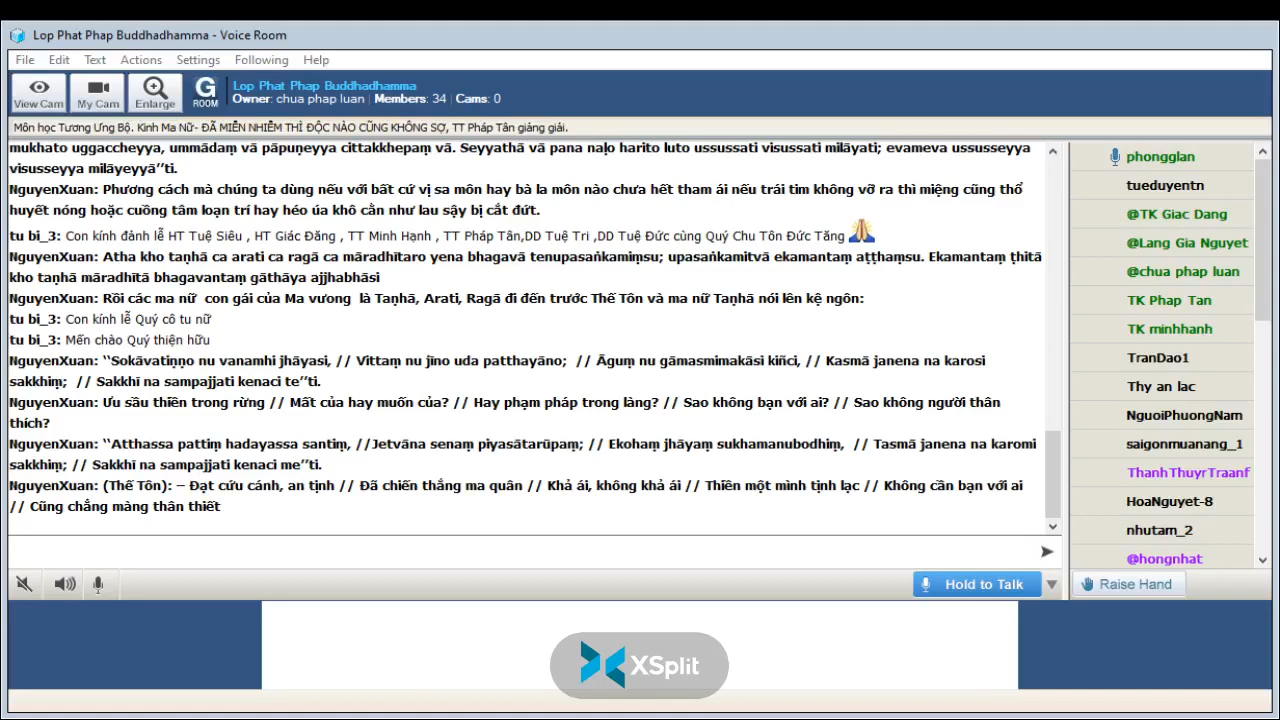 Lop Phat Phap Buddhadhamma - Voice Room
File Edit Text Actions Settings Following Help
View Cam My Cam Enlarge G ROOM
Lop Phat Phap Buddhadhamma
Owner: chua phap luan | Members: 34 | Cams: 0
Môn học Tương Ưng Bộ. Kinh Ma Nữ- ĐÃ MIỄN NHIỄM THÌ ĐỘC NÀO CŨNG KHÔNG SỢ, TT Pháp Tân giảng giải.
mukhato uggaccheyya, ummādaṃ vā pāpuṇeyya cittakkhepaṃ vā. Seyyathā vā pana naḷo harito luto ussussati visussati milāyati; evameva ussusseyya
visusseyya milāyeyyā’’ti.
NguyenXuan: Phương cách mà chúng ta dùng nếu với bất cứ vị sa môn hay bà la môn nào chưa hết tham ái nếu trái tim không vỡ ra thì miệng cũng thổ
huyết nóng hoặc cuồng tâm loạn trí hay héo úa khô cằn như lau sậy bị cắt đứt.
tu bi_3: Con kính đảnh lễ HT Tuệ Siêu , HT Giác Đăng , TT Minh Hạnh , TT Pháp Tân,DD Tuệ Tri ,DD Tuệ Đức cùng Quý Chu Tôn Đức Tăng
NguyenXuan: Atha kho taṇhā ca arati ca ragā ca māradhītaro yena bhagavā tenupasaṅkamiṃsu; upasaṅkamitvā ekamantaṃ aṭṭhaṃsu. Ekamantaṃ ṭhitā
kho taṇhā māradhītā bhagavantaṃ gāthāya ajjhabhāsi
NguyenXuan: Rồi các ma nữ con gái của Ma vương là Taṇhā, Arati, Ragā đi đến trước Thế Tôn và ma nữ Taṇhā nói lên kệ ngôn:
tu bi_3: Con kính lễ Quý cô tu nữ
tu bi_3: Mến chào Quý thiện hữu
NguyenXuan: ‘‘Sokāvatiṇṇo nu vanamhi jhāyasi, // Vittaṃ nu jīno uda patthayāno; // Āguṃ nu gāmasmimakāsi kiñci, // Kasmā janena na karosi
sakkhiṃ; // Sakkhī na sampajjati kenaci te’’ti.
NguyenXuan: Ưu sầu thiền trong rừng // Mất của hay muốn của? // Hay phạm pháp trong làng? // Sao không bạn với ai? // Sao không người thân
thích?
NguyenXuan: ‘‘Atthassa pattiṃ hadayassa santiṃ, //Jetvāna senaṃ piyasātarūpaṃ; // Ekohaṃ jhāyaṃ sukhamanubodhiṃ, // Tasmā janena na karomi
sakkhiṃ; // Sakkhī na sampajjati kenaci me’’ti.
NguyenXuan: (Thế Tôn): – Đạt cứu cánh, an tịnh // Đã chiến thắng ma quân // Khả ái, không khả ái // Thiền một mình tịnh lạc // Không cần bạn với ai
// Cũng chẳng màng thân thiết
phongglan
tueduyentn
@TK Giac Dang
@Lang Gia Nguyet
@chua phap luan
TK Phap Tan
TK minhhanh
TranDao1
Thy an lac
NguoiPhuongNam
saigonmuanang_1
ThanhThuyrTraanf
HoaNguyet-8
nhutam_2
@hongnhat
Hold to Talk
Raise Hand
XSplit